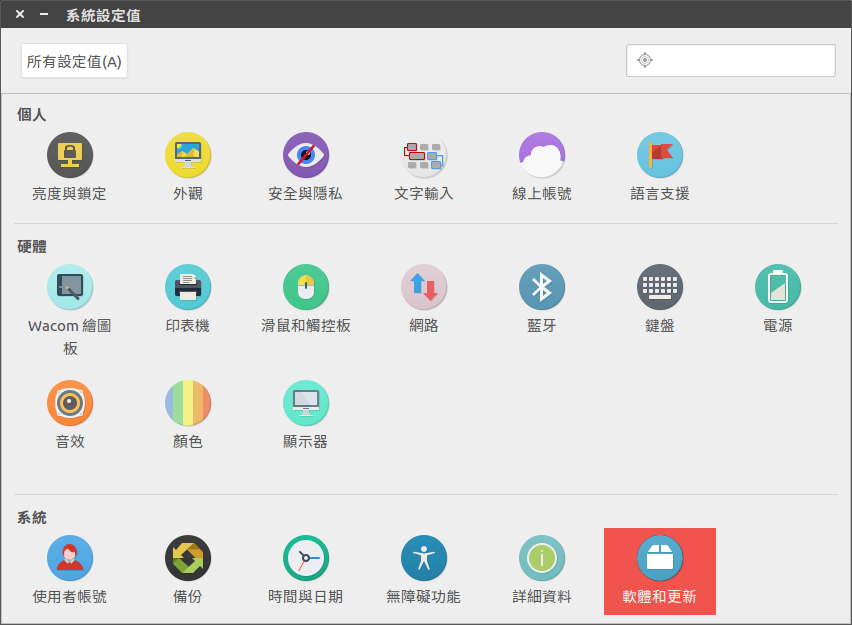 系統設定值
所有設定值(A)
個人
亮度與鎖定
外觀
安全與隱私
文字輸入
線上帳號
語言支援
硬體
Wacom 繪圖
板
印表機
滑鼠和觸控板
網路
藍牙
鍵盤
電源
音效
顏色
顯示器
系統
使用者帳號
備份
時間與日期
無障礙功能
詳細資料
軟體和更新